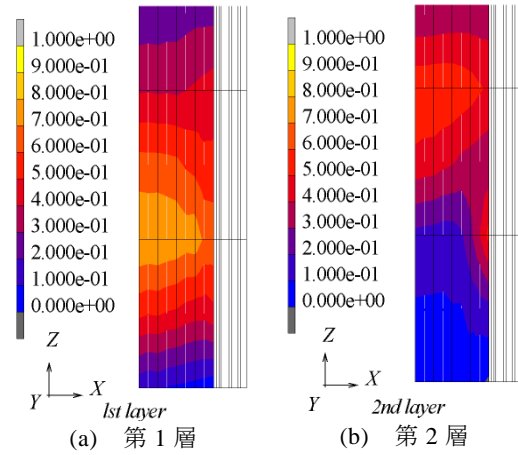 1.000e+00
9.000e-01
8.000e-01
7.000e-01
6.000e-01
5.000e-01
4.000e-01
3.000e-01
2.000e-01
1.000e-01
0.000e+00
Z
Y
X
lst layer
(a) 第1層
1.000e+00
9.000e-01
8.000e-01
7.000e-01
6.000e-01
5.000e-01
4.000e-01
3.000e-01
2.000e-01
1.000e-01
0.000e+00
Z
Y
X
2nd layer
(b) 第2層